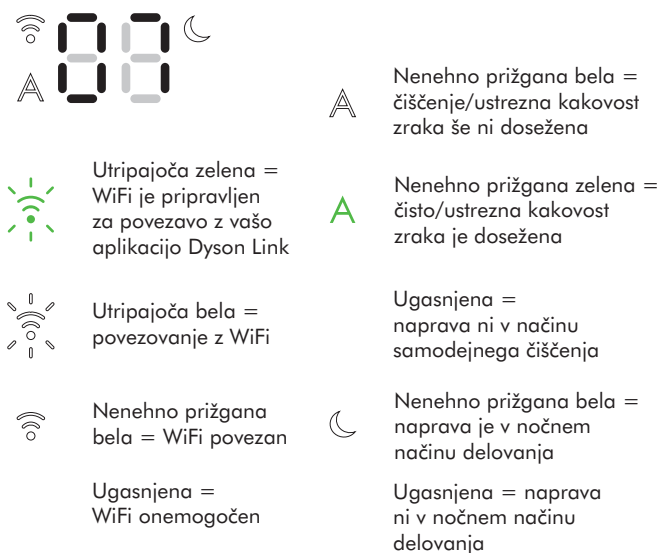 07
A
Utripajoča zelena =
WiFi je pripravljen
za povezavo z vašo
aplikacijo Dyson Link
Utripajoča bela =
povezovanje z WiFi
Nenehno prižgana
bela = WiFi povezan
Ugasnjena =
WiFi onemogočen
A
Nenehno prižgana bela =
čiščenje/ustrezna kakovost
zraka še ni dosežena
A
Nenehno prižgana zelena =
čisto/ustrezna kakovost
zraka je dosežena
Ugasnjena =
naprava ni v načinu
samodejnega čiščenja
Nenehno prižgana bela =
naprava je v nočnem
načinu delovanja
Ugasnjena = naprava
ni v nočnem načinu
delovanja